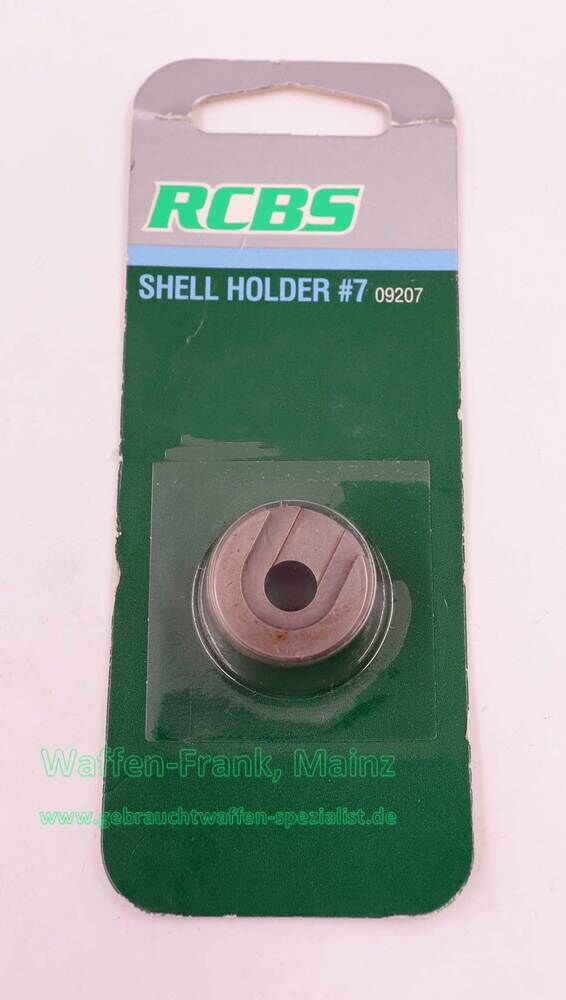 RCBS
SHELL HOLDER #7 09207
Waffen-Frank, Mainz
www.gebrauchtwaffen-spezialist.de